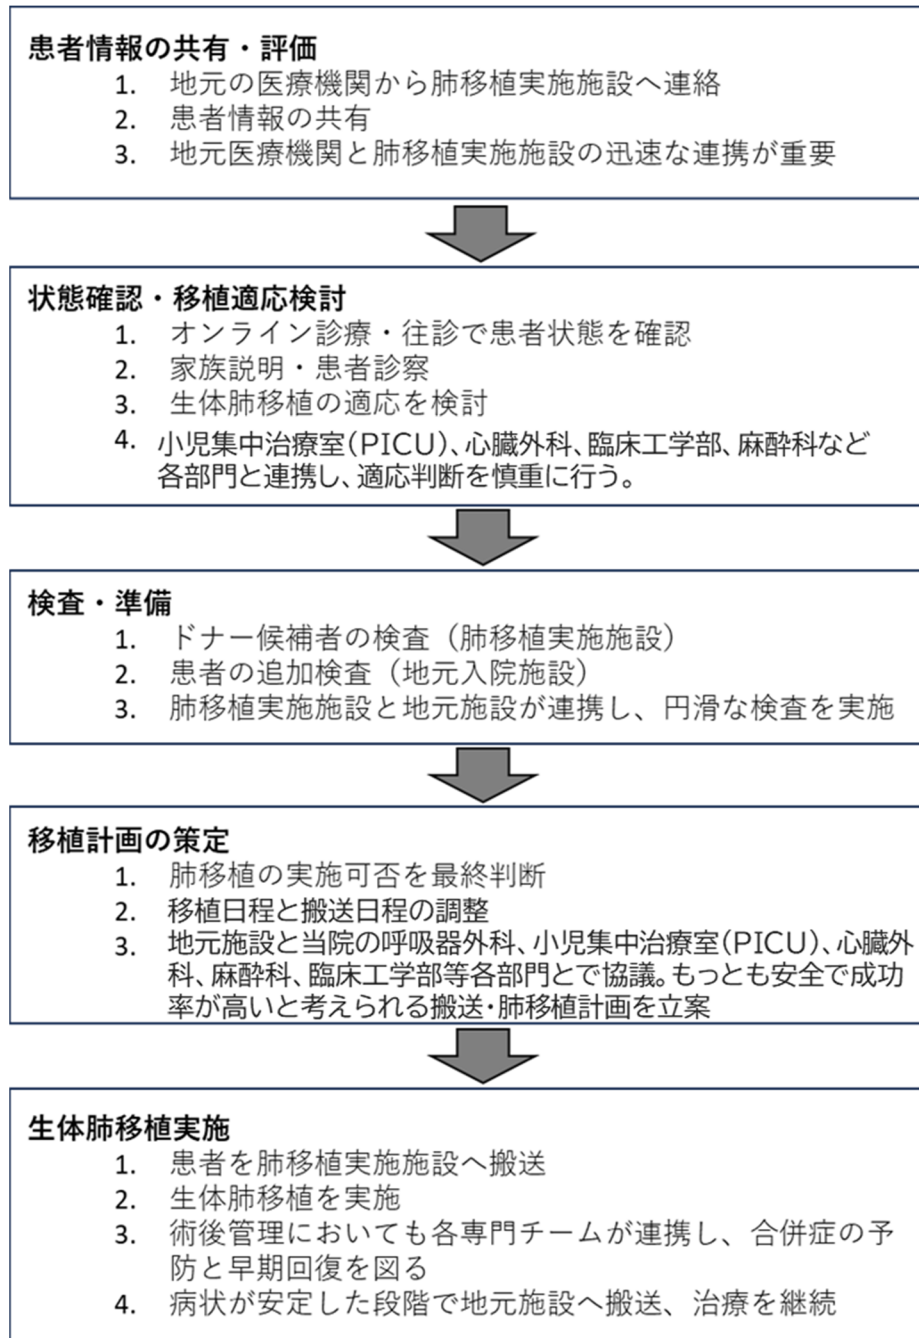 患者情報の共有・評価
1. 地元の医療機関から肺移植実施施設へ連絡
2. 患者情報の共有
3. 地元医療機関と肺移植実施施設の迅速な連携が重要
状態確認・移植適応検討
1. オンライン診療・往診で患者状態を確認
2. 家族説明・患者診察
3. 生体肺移植の適応を検討
4. 小児集中治療室(PICU)、心臓外科、臨床工学部、麻酔科など
各部門と連携し、適応判断を慎重に行う。
検査・準備
1. ドナー候補者の検査（肺移植実施施設）
2. 患者の追加検査（地元入院施設）
3. 肺移植実施施設と地元施設が連携し、円滑な検査を実施
移植計画の策定
1. 肺移植の実施可否を最終判断
2. 移植日程と搬送日程の調整
3. 地元施設と当院の呼吸器外科、小児集中治療室(PICU)、心臓外
科、麻酔科、臨床工学部等各部門とで協議。もっとも安全で成功
率が高いと考えられる搬送・肺移植計画を立案
生体肺移植実施
1. 患者を肺移植実施施設へ搬送
2. 生体肺移植を実施
3. 術後管理においても各専門チームが連携し、合併症の予
防と早期回復を図る
4. 病状が安定した段階で地元施設へ搬送、治療を継続